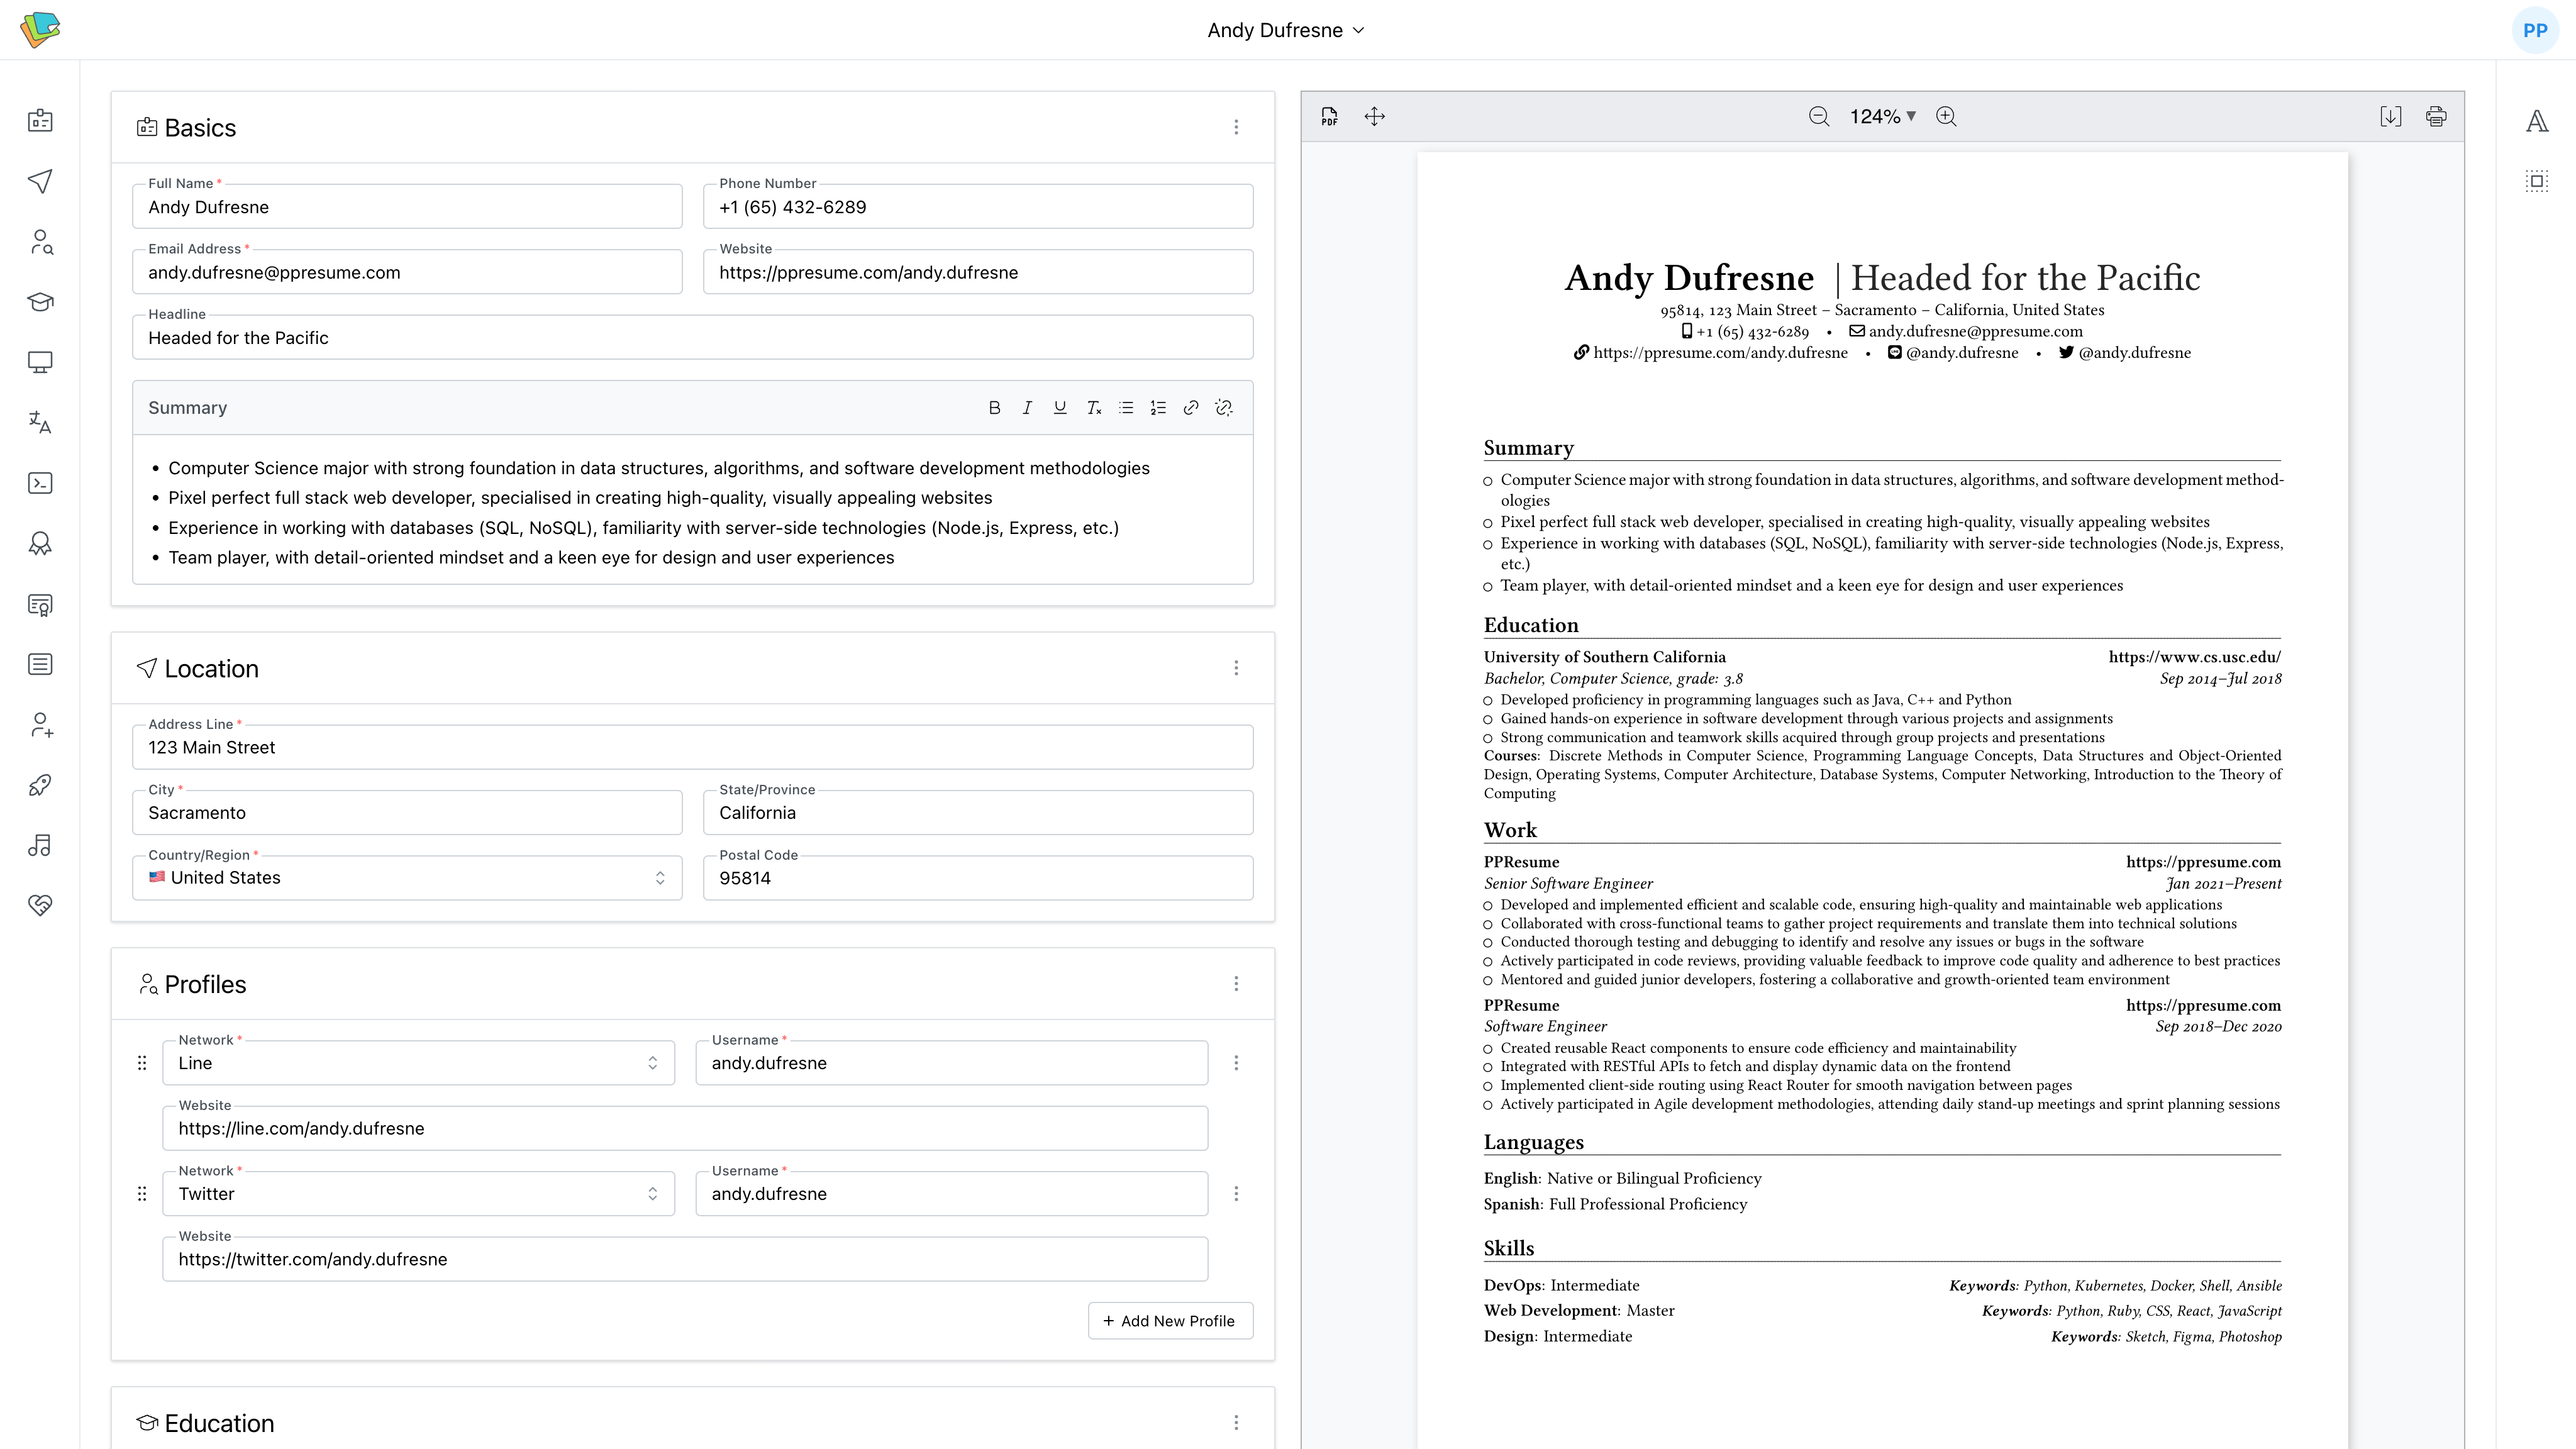 Andy Dufresne
PP
Basics
Full Name *
Andy Dufresne
Phone Number
+1 (65) 432-6289
Email Address *
andy.dufresne@ppresume.com
Website
https://ppresume.com/andy.dufresne
Headline
Headed for the Pacific
Summary
B I U Tx
• Computer Science major with strong foundation in data structures, algorithms, and software development methodologies
• Pixel perfect full stack web developer, specialised in creating high-quality, visually appealing websites
• Experience in working with databases (SQL, NoSQL), familiarity with server-side technologies (Node.js, Express, etc.)
• Team player, with detail-oriented mindset and a keen eye for design and user experiences
Location
Address Line *
123 Main Street
City *
Sacramento
State/Province
California
Country/Region *
United States
Postal Code
95814
Profiles
Network *
Line
Username *
andy.dufresne
Website
https://line.com/andy.dufresne
Network *
Twitter
Username *
andy.dufresne
Website
https://twitter.com/andy.dufresne
+ Add New Profile
Education
PDF
124%
Andy Dufresne | Headed for the Pacific
95814, 123 Main Street – Sacramento – California, United States
+1 (65) 432-6289 • andy.dufresne@ppresume.com
https://ppresume.com/andy.dufresne • @andy.dufresne • @andy.dufresne
Summary
○ Computer Science major with strong foundation in data structures, algorithms, and software development method-
ologies
○ Pixel perfect full stack web developer, specialised in creating high-quality, visually appealing websites
○ Experience in working with databases (SQL, NoSQL), familiarity with server-side technologies (Node.js, Express,
etc.)
○ Team player, with detail-oriented mindset and a keen eye for design and user experiences
Education
University of Southern California https://www.cs.usc.edu/
Bachelor, Computer Science, grade: 3.8 Sep 2014–Jul 2018
○ Developed proficiency in programming languages such as Java, C++ and Python
○ Gained hands-on experience in software development through various projects and assignments
○ Strong communication and teamwork skills acquired through group projects and presentations
Courses: Discrete Methods in Computer Science, Programming Language Concepts, Data Structures and Object-Oriented
Design, Operating Systems, Computer Architecture, Database Systems, Computer Networking, Introduction to the Theory of
Computing
Work
PPResume https://ppresume.com
Senior Software Engineer Jan 2021–Present
○ Developed and implemented efficient and scalable code, ensuring high-quality and maintainable web applications
○ Collaborated with cross-functional teams to gather project requirements and translate them into technical solutions
○ Conducted thorough testing and debugging to identify and resolve any issues or bugs in the software
○ Actively participated in code reviews, providing valuable feedback to improve code quality and adherence to best practices
○ Mentored and guided junior developers, fostering a collaborative and growth-oriented team environment
PPResume https://ppresume.com
Software Engineer Sep 2018–Dec 2020
○ Created reusable React components to ensure code efficiency and maintainability
○ Integrated with RESTful APIs to fetch and display dynamic data on the frontend
○ Implemented client-side routing using React Router for smooth navigation between pages
○ Actively participated in Agile development methodologies, attending daily stand-up meetings and sprint planning sessions
Languages
English: Native or Bilingual Proficiency
Spanish: Full Professional Proficiency
Skills
DevOps: Intermediate Keywords: Python, Kubernetes, Docker, Shell, Ansible
Web Development: Master Keywords: Python, Ruby, CSS, React, JavaScript
Design: Intermediate Keywords: Sketch, Figma, Photoshop